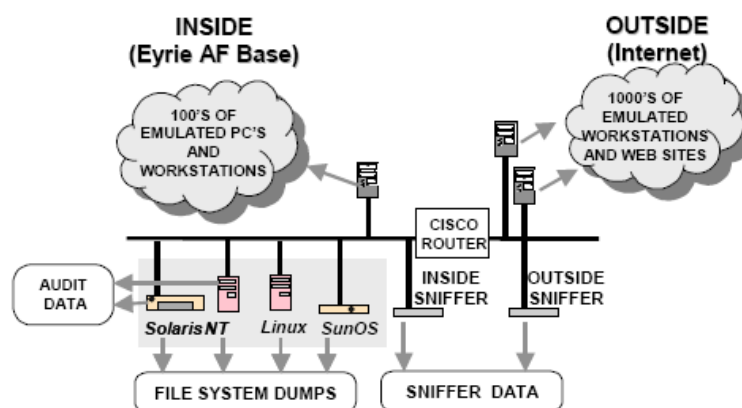 INSIDE
(Eyrie AF Base)
OUTSIDE
(Internet)
100'S OF
EMULATED PC'S
AND
WORKSTATIONS
1000'S OF
EMULATED
WORKSTATIONS
AND WEB SITES
CISCO
ROUTER
AUDIT
DATA
Solaris NT Linux SunOS
INSIDE
SNIFFER
OUTSIDE
SNIFFER
FILE SYSTEM DUMPS
SNIFFER DATA